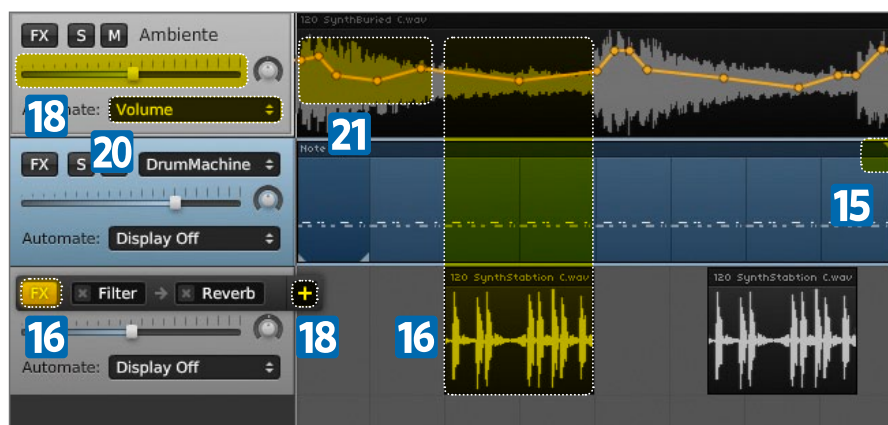 120 SynthBuried C.wav
FX S M Ambiente
18
Automate: Volume
21
20
FX S DrumMachine
Note
15
Automate: Display Off
FX Filter → Reverb +
120 SynthStabtion C.wav
120 SynthStabtion C.wav
16
18
16
Automate: Display Off